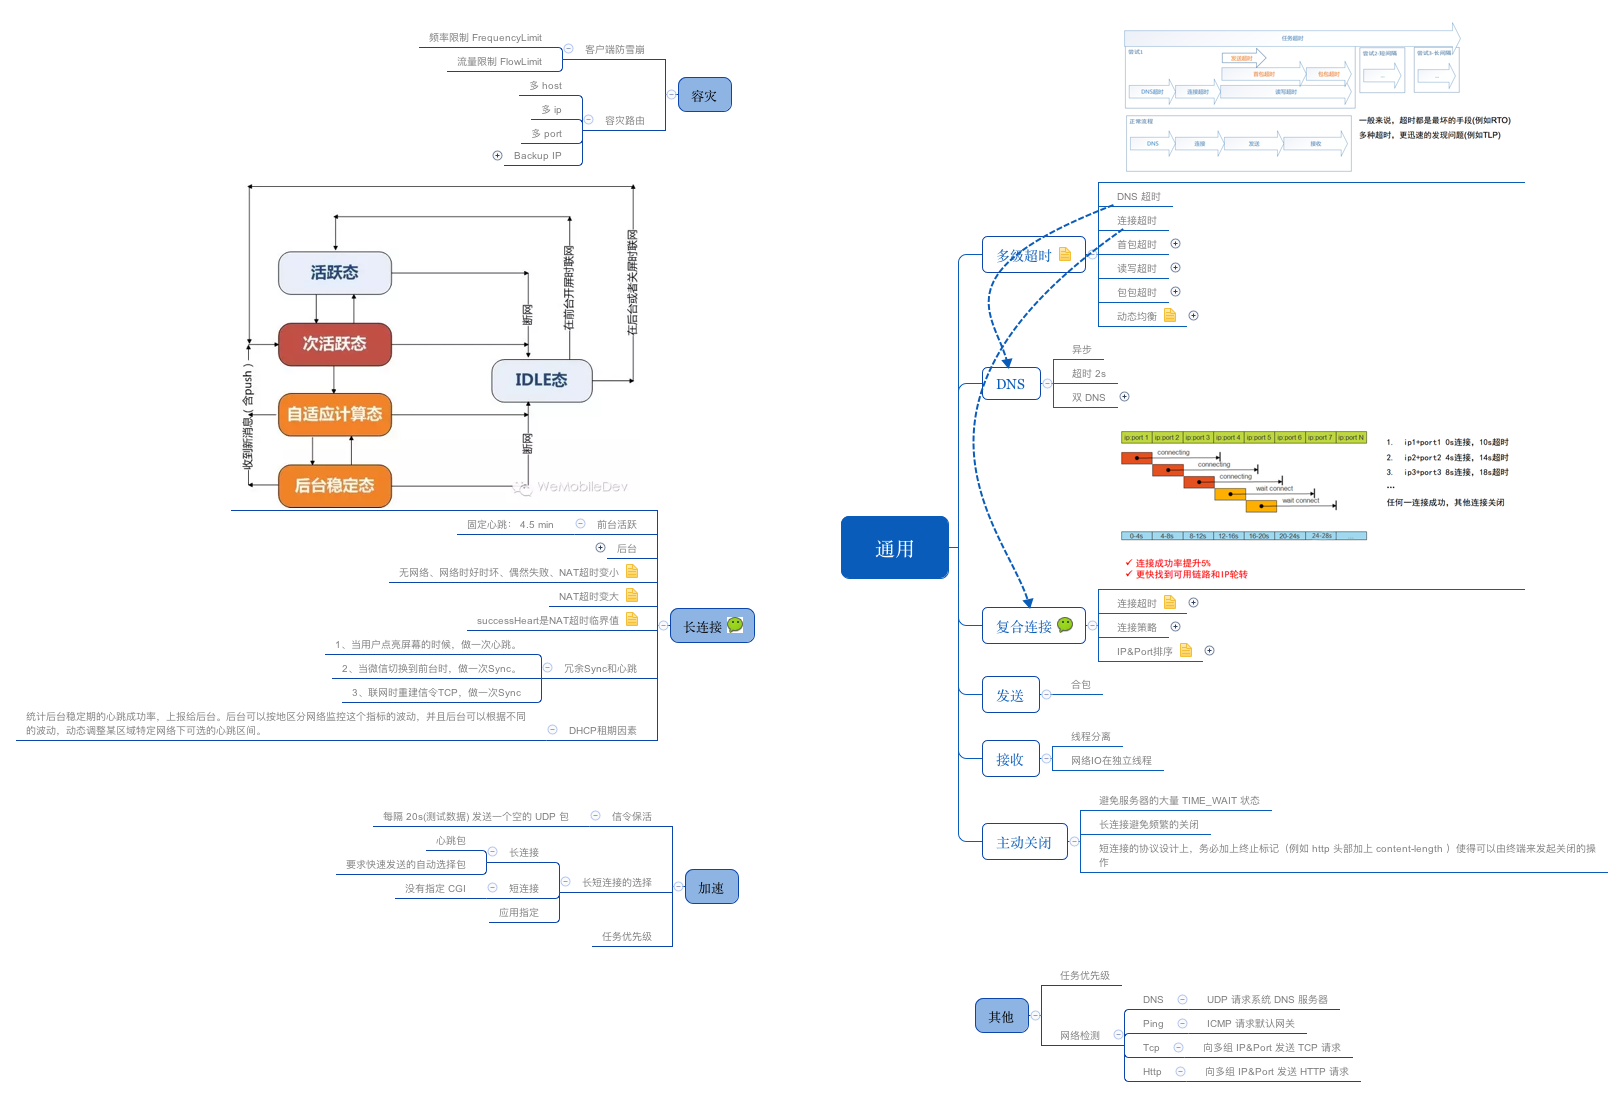 频率限制 FrequencyLimit
流量限制 FlowLimit
客户端防雪崩
多 host
多 ip
多 port
Backup IP
容灾路由
容灾
活跃态
次活跃态
自适应计算态
后台稳定态
IDLE态
断网
断网
在前台开屏时联网
在后台或者关屏时联网
收到新消息（含push）
WeMobileDev
固定心跳： 4.5 min
前台活跃
后台
无网络、网络时好时坏、偶然失败、NAT超时变小
NAT超时变大
successHeart是NAT超时临界值
1、当用户点亮屏幕的时候，做一次心跳。
2、当微信切换到前台时，做一次Sync。
3、联网时重建信令TCP，做一次Sync
冗余Sync和心跳
统计后台稳定期的心跳成功率，上报给后台。后台可以按地区分网络监控这个指标的波动，并且后台可以根据不同
的波动，动态调整某区域特定网络下可选的心跳区间。
DHCP租期因素
长连接
每隔 20s(测试数据) 发送一个空的 UDP 包
信令保活
心跳包
要求快速发送的自动选择包
长连接
没有指定 CGI
短连接
应用指定
长短连接的选择
任务优先级
加速
通用
任务超时
尝试1
发送超时
首包超时
包包超时
DNS超时
连接超时
读写超时
尝试2-短间隔
...
尝试3-长间隔
...
正常流程
DNS
连接
发送
接收
一般来说，超时都是最坏的手段(例如RTO)
多种超时，更迅速的发现问题(例如TLP)
多级超时
DNS 超时
连接超时
首包超时
读写超时
包包超时
动态均衡
DNS
异步
超时 2s
双 DNS
ip:port 1
ip:port 2
ip:port 3
ip:port 4
ip:port 5
ip:port 6
ip:port 7
ip:port N
connecting
connecting
connecting
wait connect
wait connect
0-4s
4-8s
8-12s
12-16s
16-20s
20-24s
24-28s
...
1. ip1+port1 0s连接，10s超时
2. ip2+port2 4s连接，14s超时
3. ip3+port3 8s连接，18s超时
...
任何一连接成功，其他连接关闭
✓ 连接成功率提升5%
✓ 更快找到可用链路和IP轮转
复合连接
连接超时
连接策略
IP&Port排序
发送
合包
接收
线程分离
网络IO在独立线程
主动关闭
避免服务器的大量 TIME_WAIT 状态
长连接避免频繁的关闭
短连接的协议设计上，务必加上终止标记（例如 http 头部加上 content-length ）使得可以由终端来发起关闭的操
作
其他
任务优先级
网络检测
DNS
UDP 请求系统 DNS 服务器
Ping
ICMP 请求默认网关
Tcp
向多组 IP&Port 发送 TCP 请求
Http
向多组 IP&Port 发送 HTTP 请求